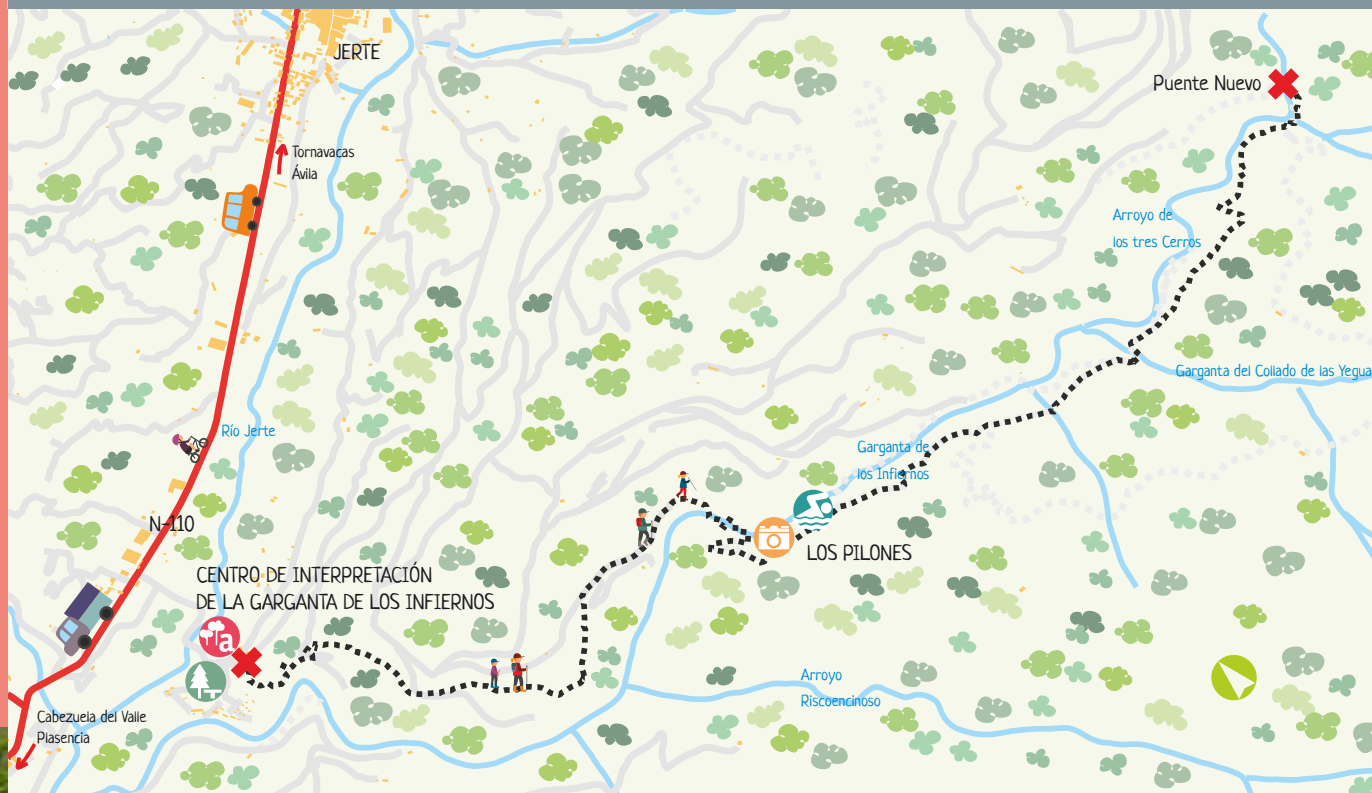 JERTE
Puente Nuevo
Tornavacas
Ávila
Arroyo de
los tres Cerros
Garganta del Collado de las Yegua
Río Jerte
Garganta de
los Infiernos
N-110
LOS PILONES
CENTRO DE INTERPRETACIÓN
DE LA GARGANTA DE LOS INFIERNOS
a
Arroyo
Riscoencinoso
Cabezuela del Valle
Plasencia